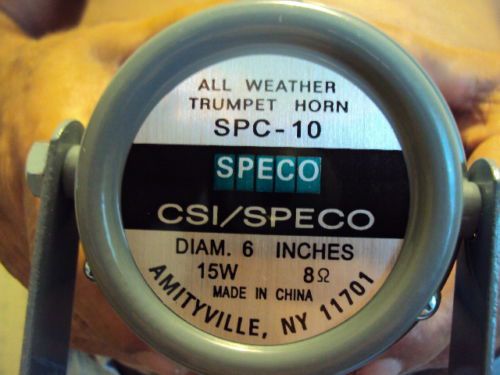 ALL WEATHER
TRUMPET HORN
SPC-10
SPECO
CSI/SPECO
DIAM. 6 INCHES
15W 8Ω
MADE IN CHINA
AMITYVILLE, NY 11701